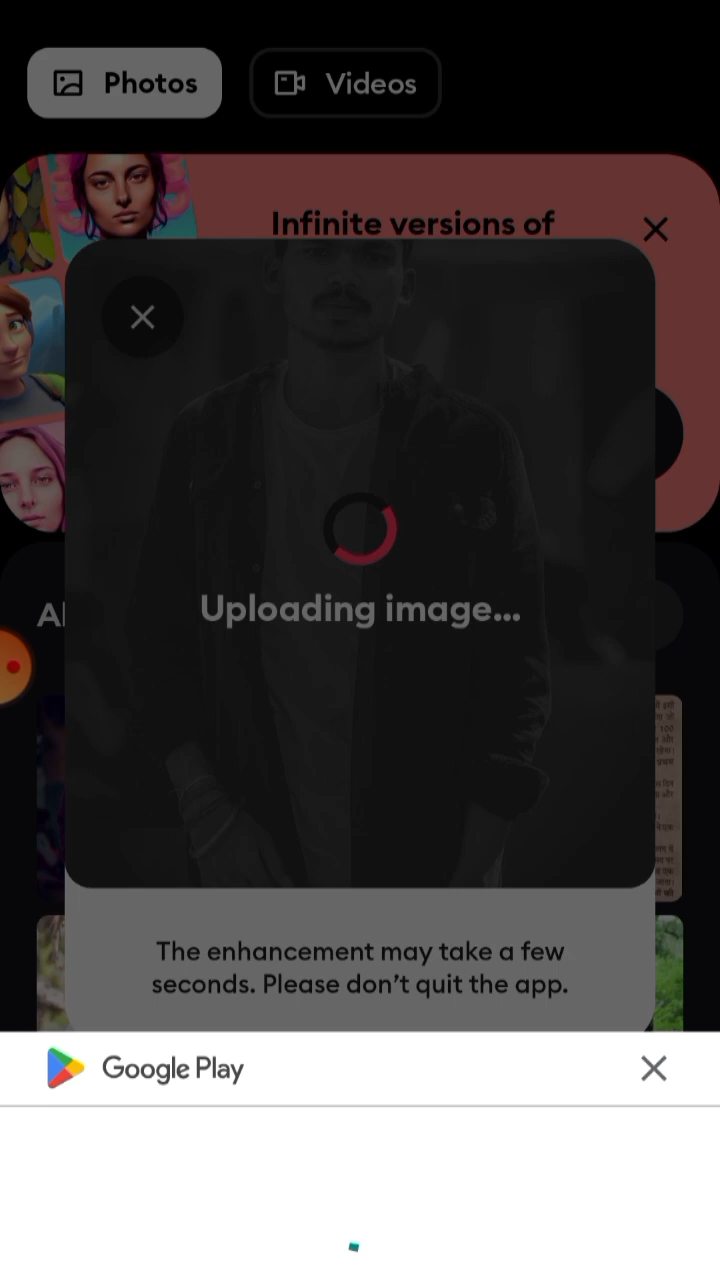 Photos
Videos
Infinite versions of
Al
Uploading image...
The enhancement may take a few
seconds. Please don’t quit the app.
Google Play